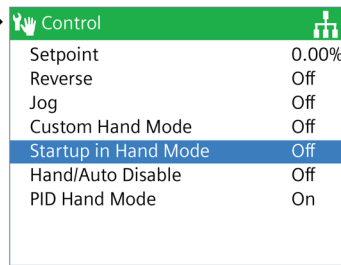 Control
Setpoint 0.00%
Reverse Off
Jog Off
Custom Hand Mode Off
Startup in Hand Mode Off
Hand/Auto Disable Off
PID Hand Mode On